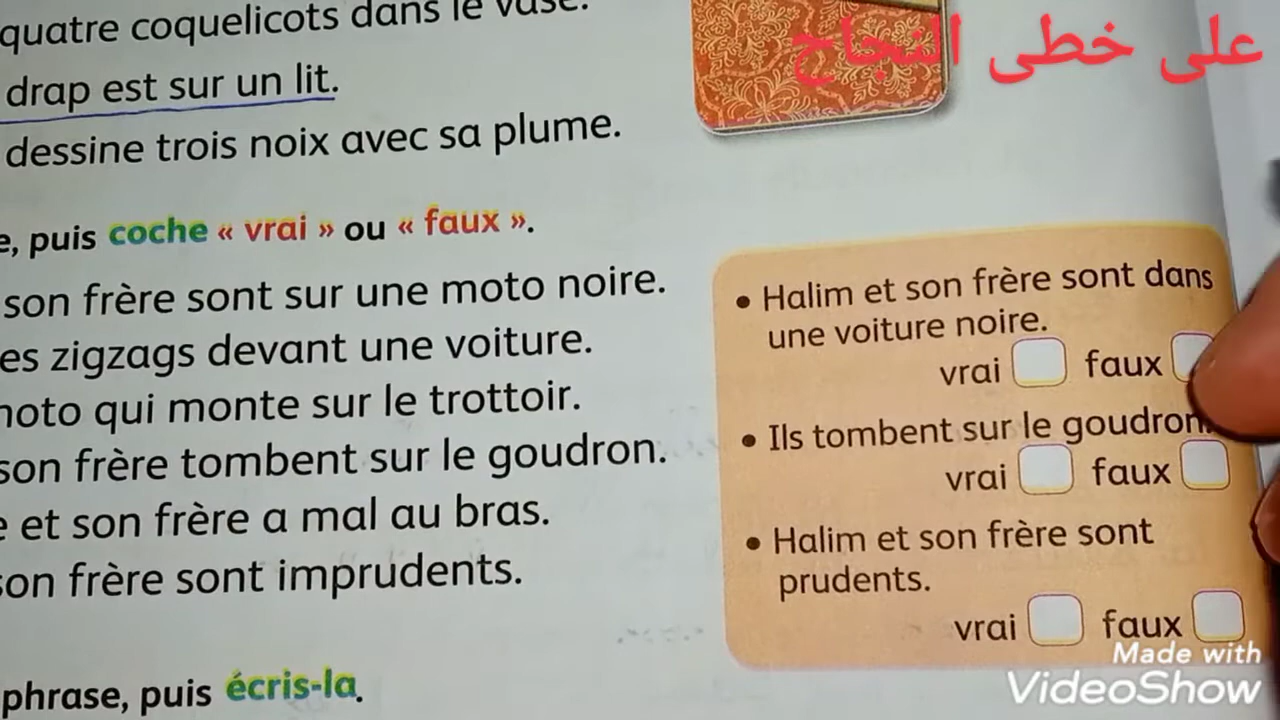 على خطى النجاح
quatre coquelicots dans le vase.
drap est sur un lit.
dessine trois noix avec sa plume.
puis coche « vrai » ou « faux ».
son frère sont sur une moto noire.
zigzags devant une voiture.
moto qui monte sur le trottoir.
son frère tombent sur le goudron.
et son frère a mal au bras.
son frère sont imprudents.
phrase, puis écris-la.
• Halim et son frère sont dans
une voiture noire.
vrai faux
• Ils tombent sur le goudron.
vrai faux
• Halim et son frère sont
prudents.
vrai faux
Made with
VideoShow